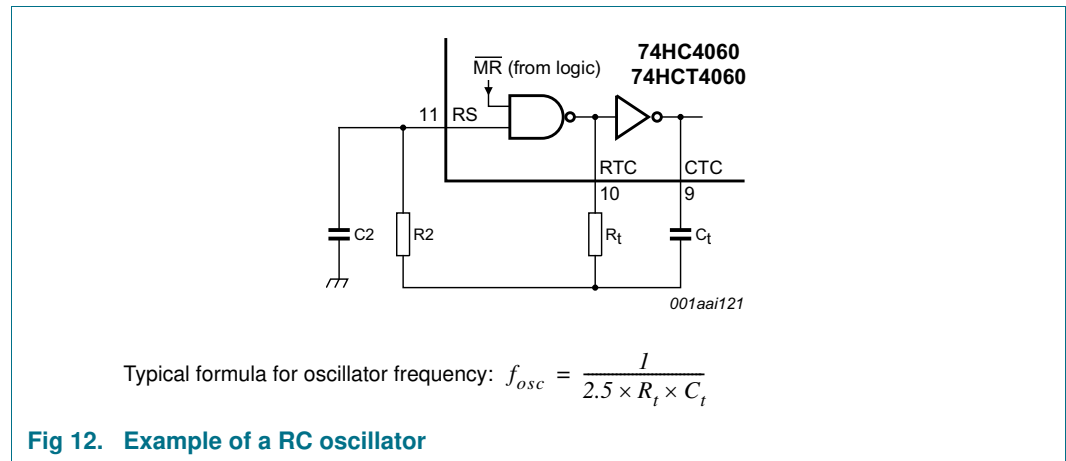 74HC4060
74HCT4060
MR (from logic)
11 RS
RTC CTC
10 9
C2 R2 Rt Ct
001aai121
Typical formula for oscillator frequency: fosc = 1 / (2.5 × Rt × Ct)
Fig 12. Example of a RC oscillator